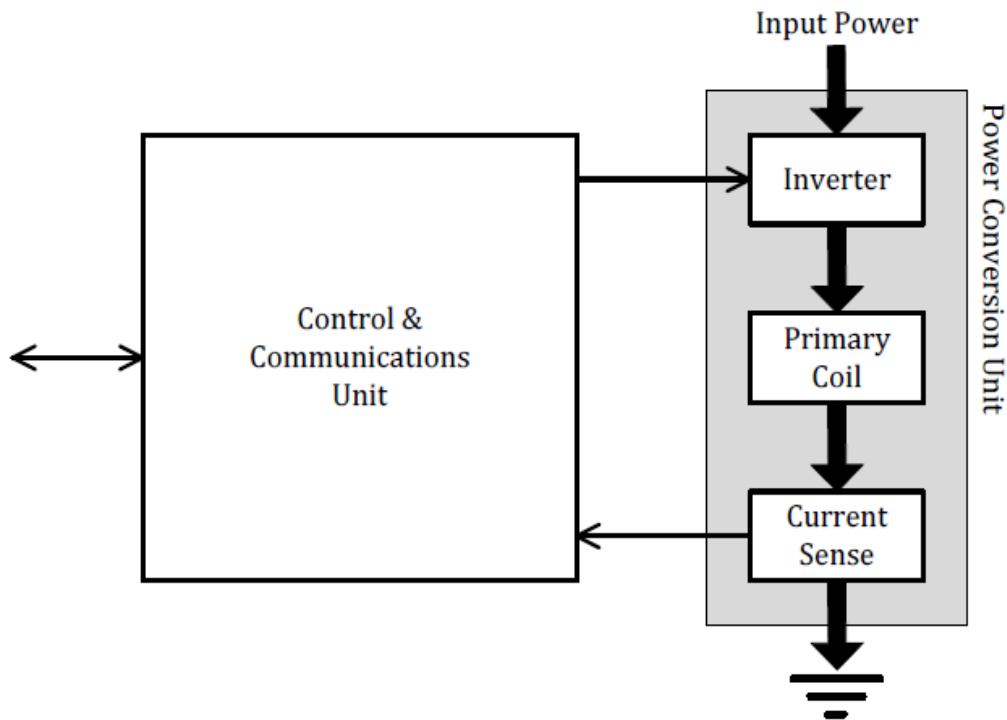 Input Power
Inverter
Primary
Coil
Current
Sense
Power Conversion Unit
Control &
Communications
Unit